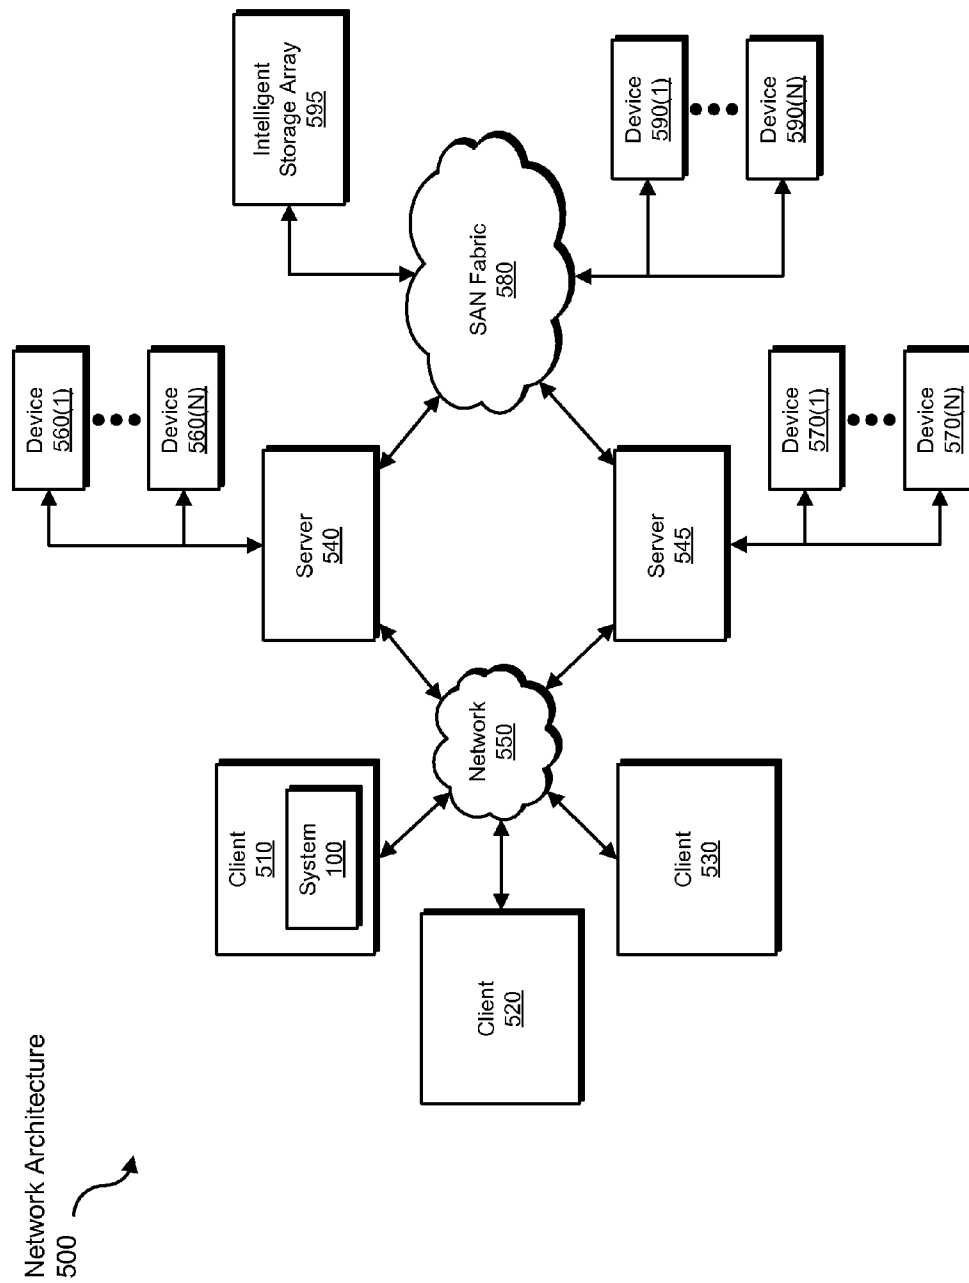 Network Architecture
500
Client
510
System
100
Client
520
Client
530
Network
550
Server
540
Server
545
Device
560(1)
Device
560(N)
Device
570(1)
Device
570(N)
SAN Fabric
580
Intelligent
Storage Array
595
Device
590(1)
Device
590(N)